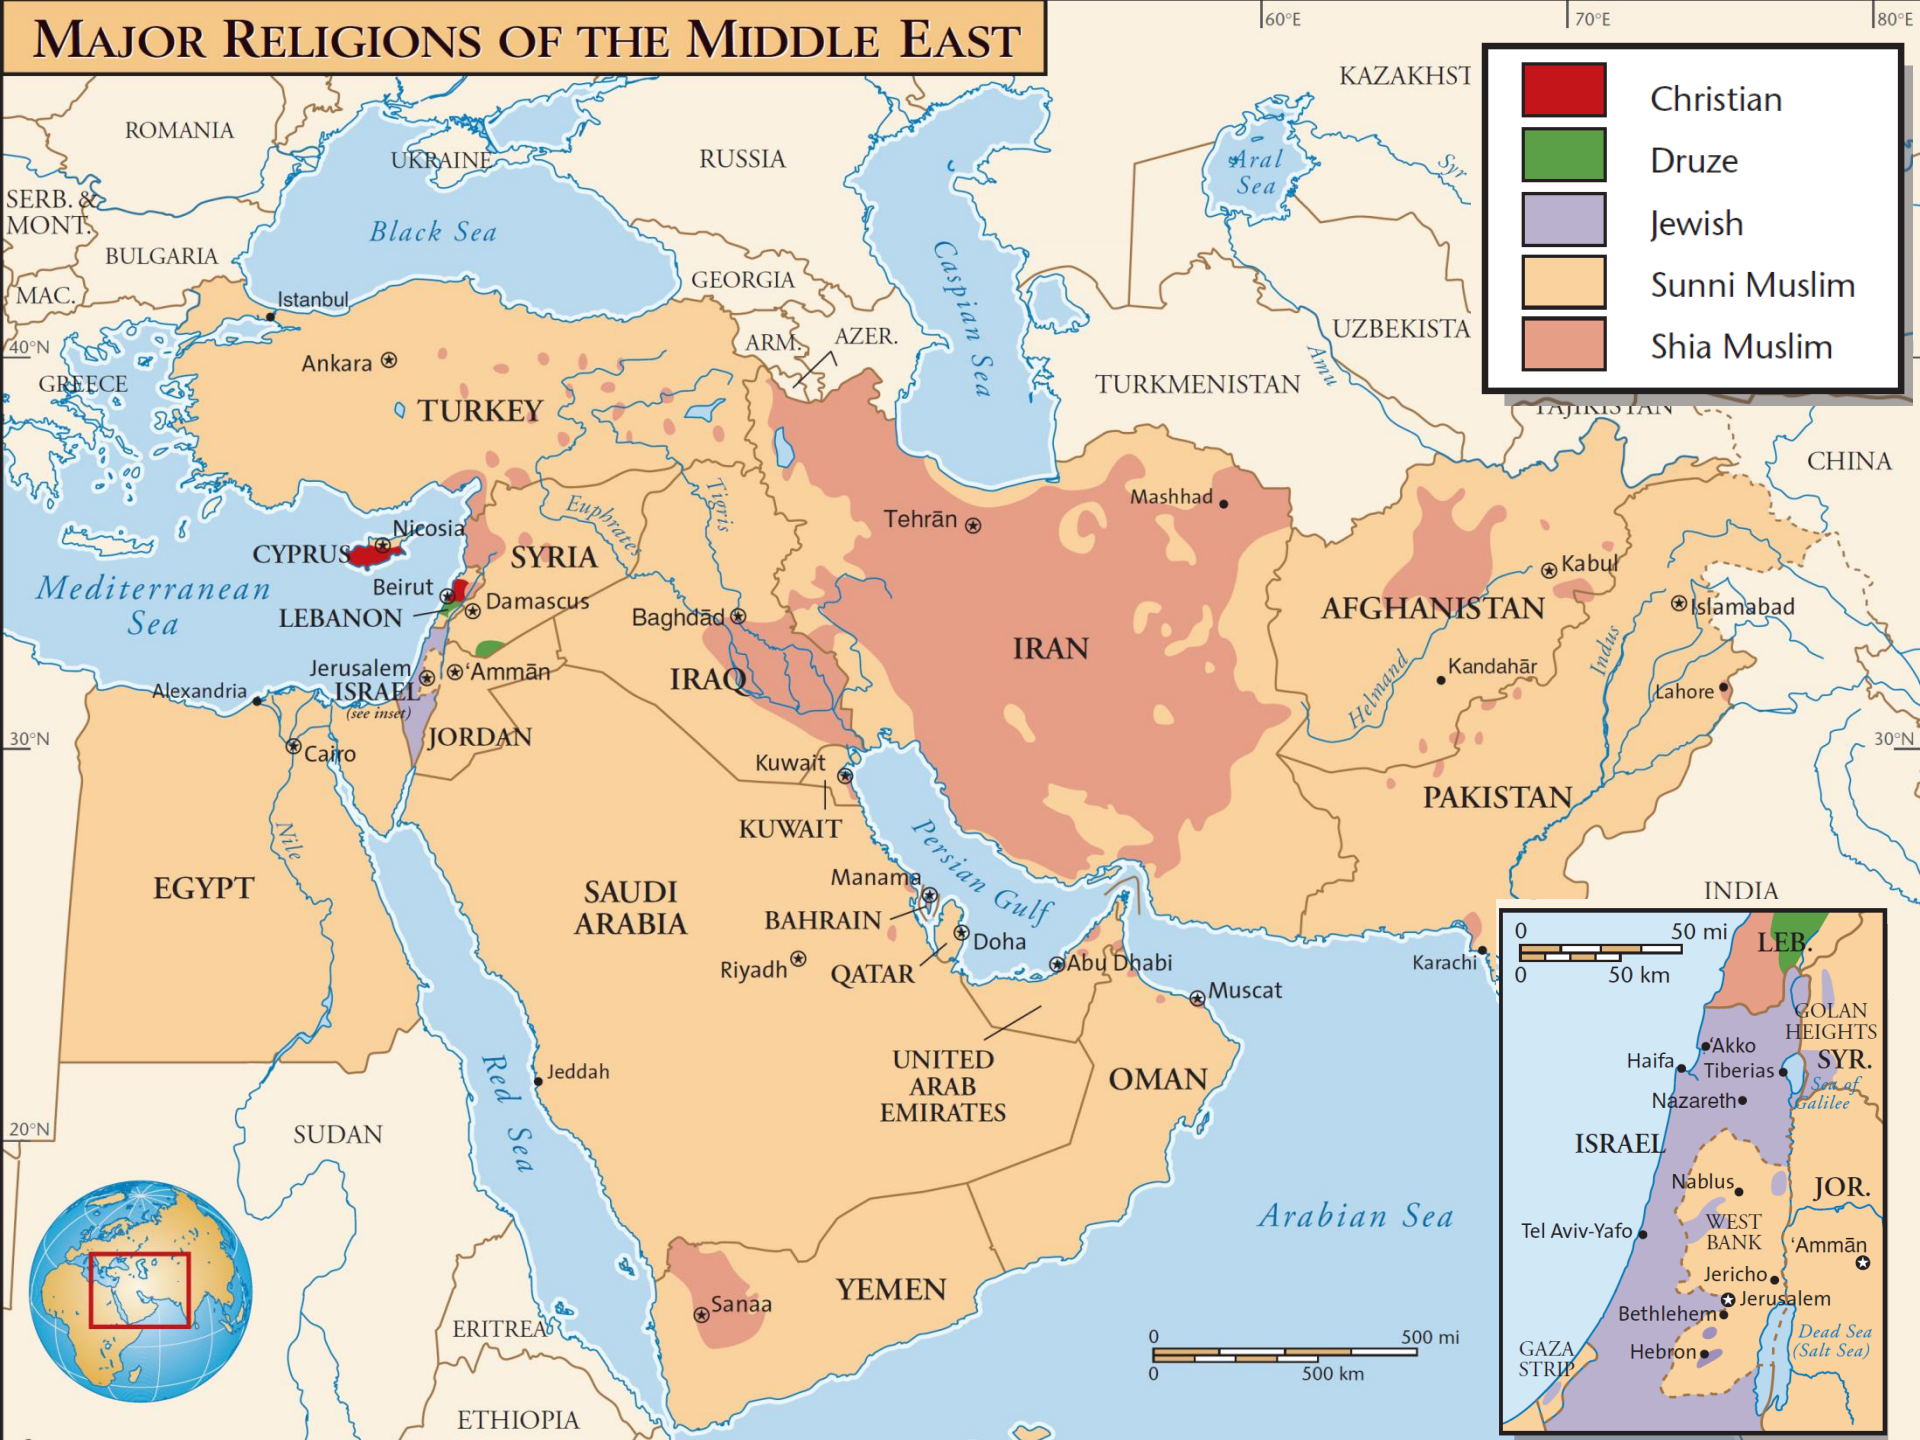 MAJOR RELIGIONS OF THE MIDDLE EAST
60°E
70°E
80°E
KAZAKHST
Christian
Druze
Jewish
Sunni Muslim
Shia Muslim
ROMANIA
UKRAINE
RUSSIA
Aral
Sea
Syr
SERB. &
MONT.
BULGARIA
Black Sea
Caspian Sea
MAC.
Istanbul
GEORGIA
UZBEKISTA
40°N
Ankara
ARM.
AZER.
Amu
GREECE
TURKEY
TURKMENISTAN
TAJIKISTAN
CHINA
Mashhad
Tehrān
Tigris
Euphrates
Nicosia
CYPRUS
SYRIA
Mediterranean
Sea
Beirut
LEBANON
Damascus
Baghdād
Kabul
AFGHANISTAN
Islamabad
IRAN
Indus
Helmand
Kandahār
Jerusalem
ISRAEL
(see inset)
'Ammān
IRAQ
Alexandria
Lahore
JORDAN
30°N
Cairo
30°N
Kuwait
KUWAIT
PAKISTAN
Nile
Persian Gulf
EGYPT
SAUDI
ARABIA
Manama
BAHRAIN
INDIA
Doha
Riyadh
QATAR
Abu Dhabi
Karachi
Muscat
Red Sea
Jeddah
UNITED
ARAB
EMIRATES
OMAN
20°N
SUDAN
Arabian Sea
YEMEN
Sanaa
ERITREA
ETHIOPIA
0 500 mi
0 500 km
0 50 mi
0 50 km
LEB.
GOLAN
HEIGHTS
'Akko
Haifa
Tiberias
SYR.
Sea of
Galilee
Nazareth
ISRAEL
Nablus
JOR.
Tel Aviv-Yafo
WEST
BANK
'Ammān
Jericho
Jerusalem
Bethlehem
Dead Sea
(Salt Sea)
Hebron
GAZA
STRIP